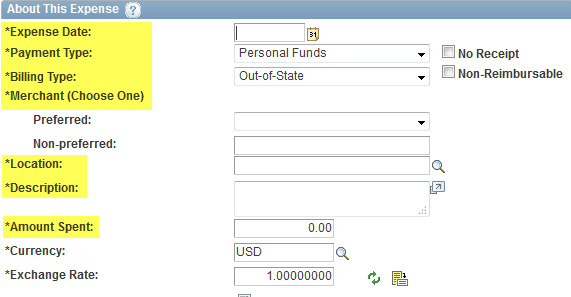 About This Expense ?
*Expense Date: 31
*Payment Type: Personal Funds No Receipt
*Billing Type: Out-of-State Non-Reimbursable
*Merchant (Choose One)
Preferred:
Non-preferred:
*Location:
*Description:
*Amount Spent: 0.00
*Currency: USD
*Exchange Rate: 1.00000000